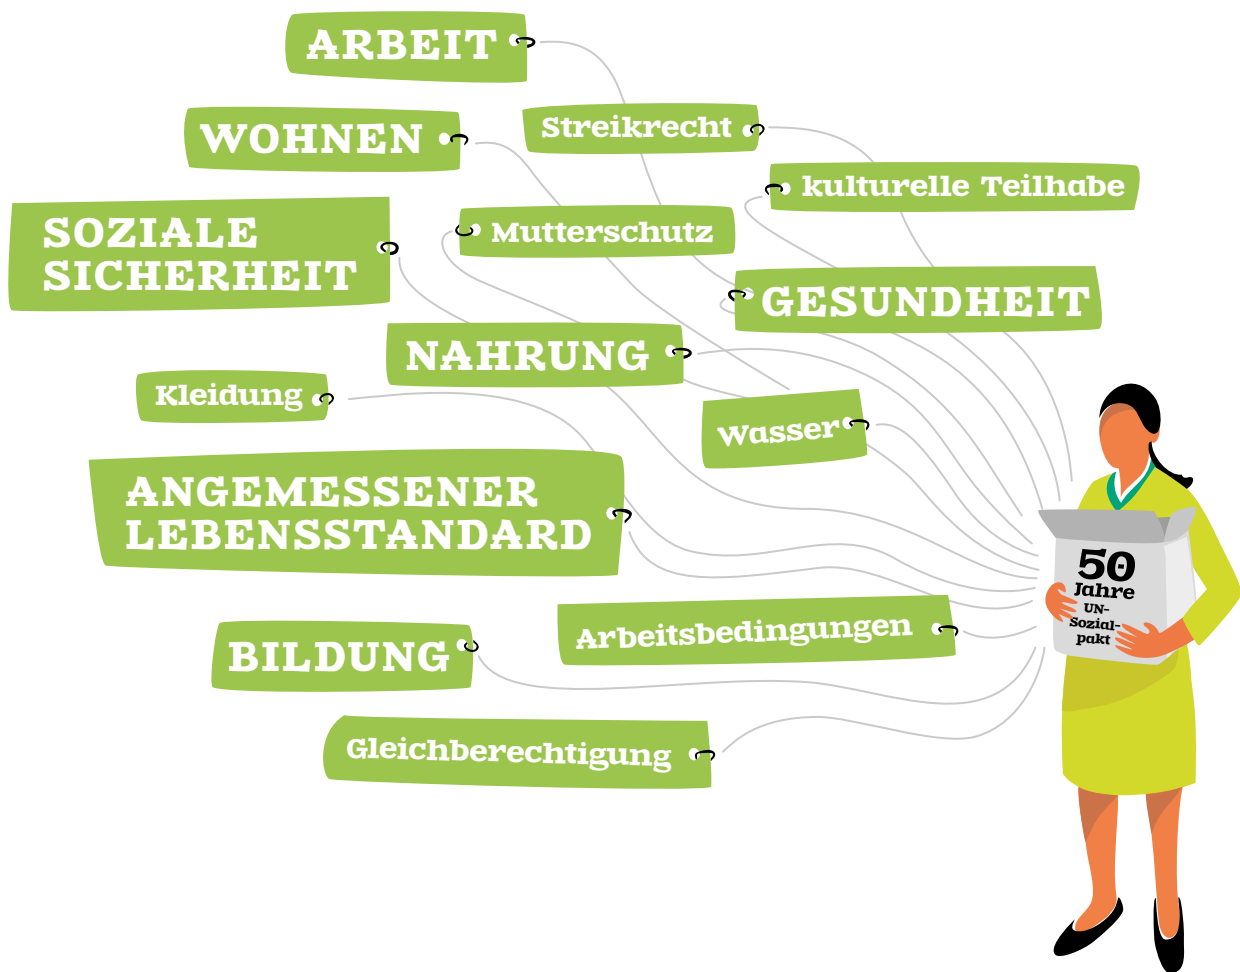 ARBEIT
WOHNEN
Streikrecht
kulturelle Teilhabe
SOZIALE
SICHERHEIT
Mutterschutz
GESUNDHEIT
NAHRUNG
Kleidung
Wasser
ANGEMESSENER
LEBENSSTANDARD
50
Jahre
UN-
Sozial-
pakt
Arbeitsbedingungen
BILDUNG
Gleichberechtigung